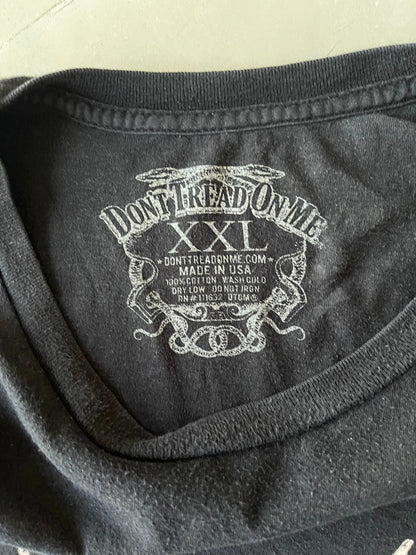 DON'T TREAD ON ME
XXL
DONTTREADONME.COM
MADE IN USA
100% COTTON WASH COLD
DRY LOW DO NOT IRON
RN# 111632 DTOM®